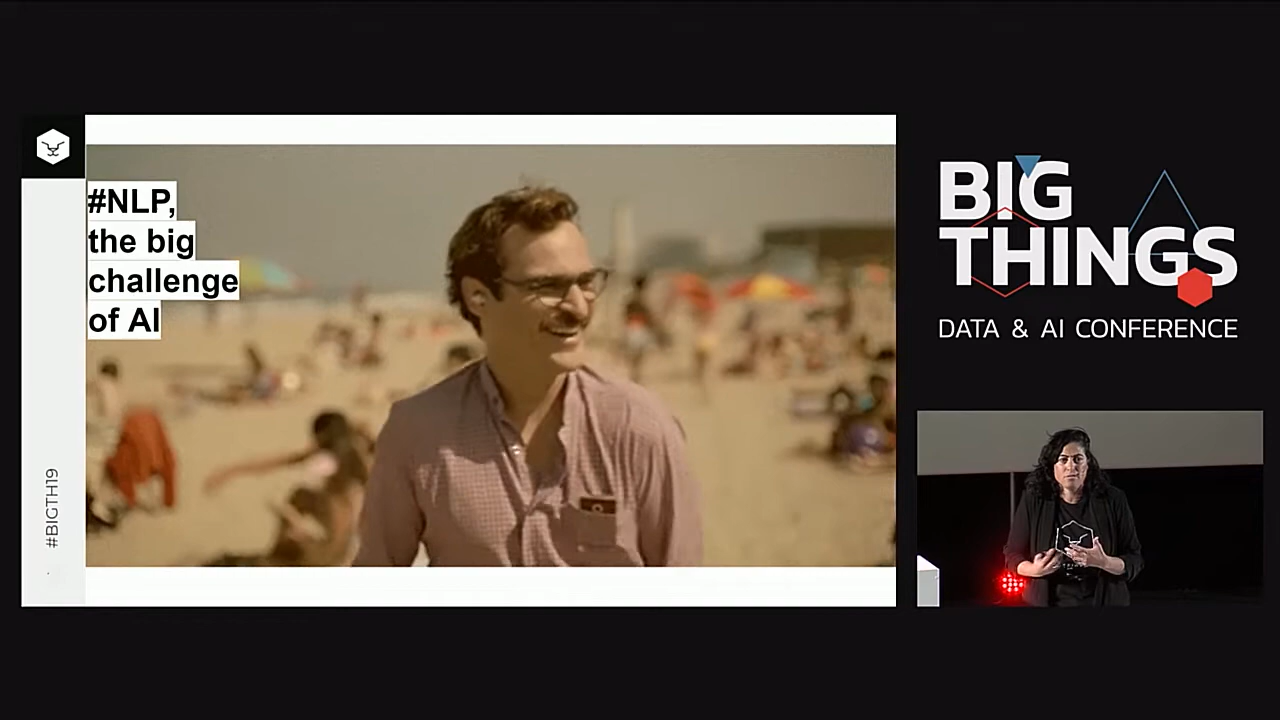 #NLP,
the big
challenge
of AI
#BIGTH19
BIG
THINGS
DATA & AI CONFERENCE